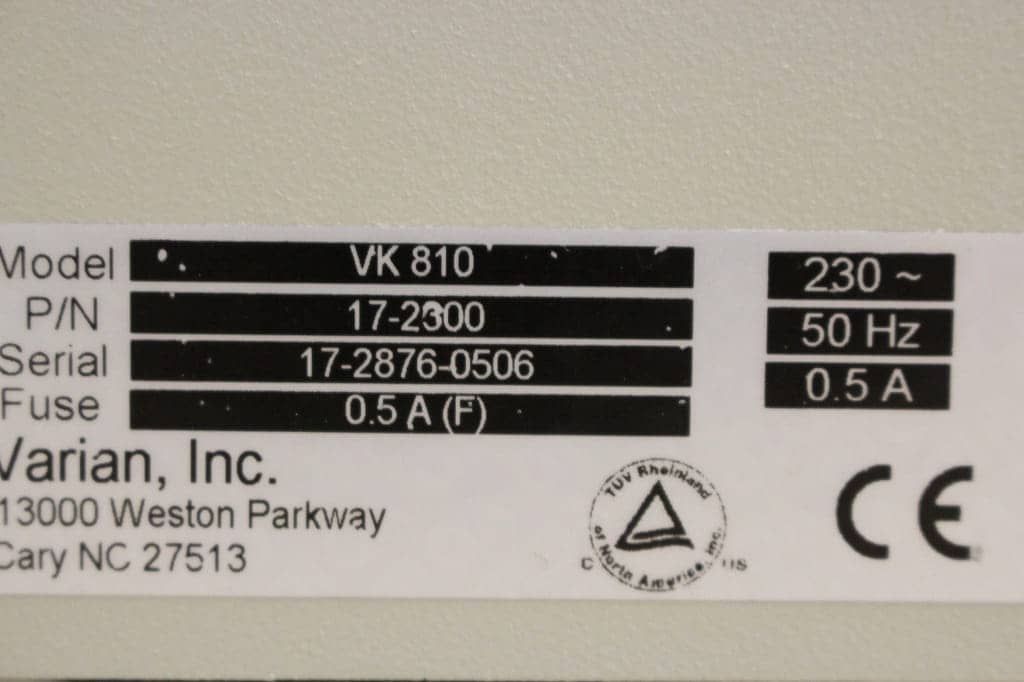 Model VK 810
P/N 17-2300
Serial 17-2876-0506
Fuse 0.5 A (F)
230 ~
50 Hz
0.5 A
Varian, Inc.
13000 Weston Parkway
Cary NC 27513
TÜV Rheinland
of North America, Inc.
C US
CE